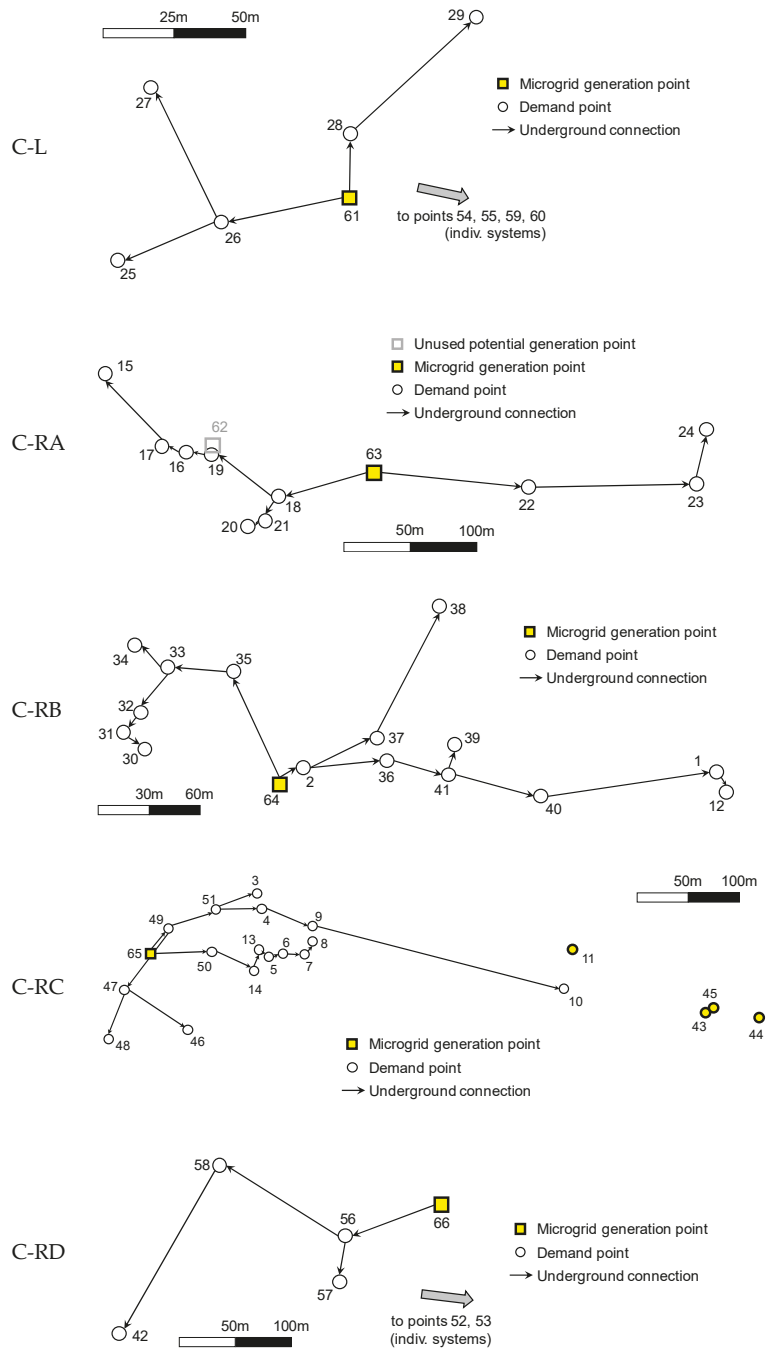 25m 50m
29
27
28
C-L
Microgrid generation point
Demand point
Underground connection
61
26
25
to points 54, 55, 59, 60
(indiv. systems)
Unused potential generation point
Microgrid generation point
Demand point
Underground connection
15
62
C-RA
17
16
19
63
24
18
22
23
20
21
50m 100m
38
Microgrid generation point
Demand point
Underground connection
34
33
35
C-RB
32
31
30
37
39
1
64
2
36
41
40
12
30m 60m
50m 100m
3
51
49
4
9
65
13
6
8
50
5
7
14
11
47
10
45
43
44
C-RC
48
46
Microgrid generation point
Demand point
Underground connection
58
56
66
C-RD
Microgrid generation point
Demand point
Underground connection
57
42
50m 100m
to points 52, 53
(indiv. systems)